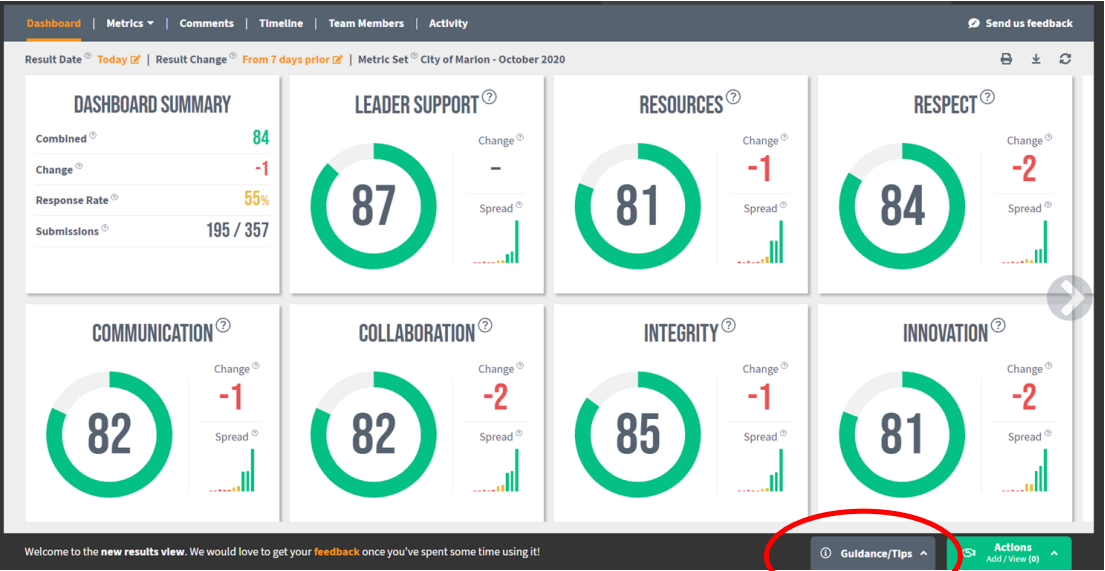 Dashboard | Metrics | Comments | Timeline | Team Members | Activity
Send us feedback
Result Date Today | Result Change From 7 days prior | Metric Set City of Marion - October 2020
DASHBOARD SUMMARY
Combined 84
Change -1
Response Rate 55%
Submissions 195 / 357
LEADER SUPPORT
87
Change
–
Spread
RESOURCES
81
Change
-1
Spread
RESPECT
84
Change
-2
Spread
COMMUNICATION
82
Change
-1
Spread
COLLABORATION
82
Change
-2
Spread
INTEGRITY
85
Change
-1
Spread
INNOVATION
81
Change
-2
Spread
Welcome to the new results view. We would love to get your feedback once you've spent some time using it!
Guidance/Tips
Actions
Add / View (0)